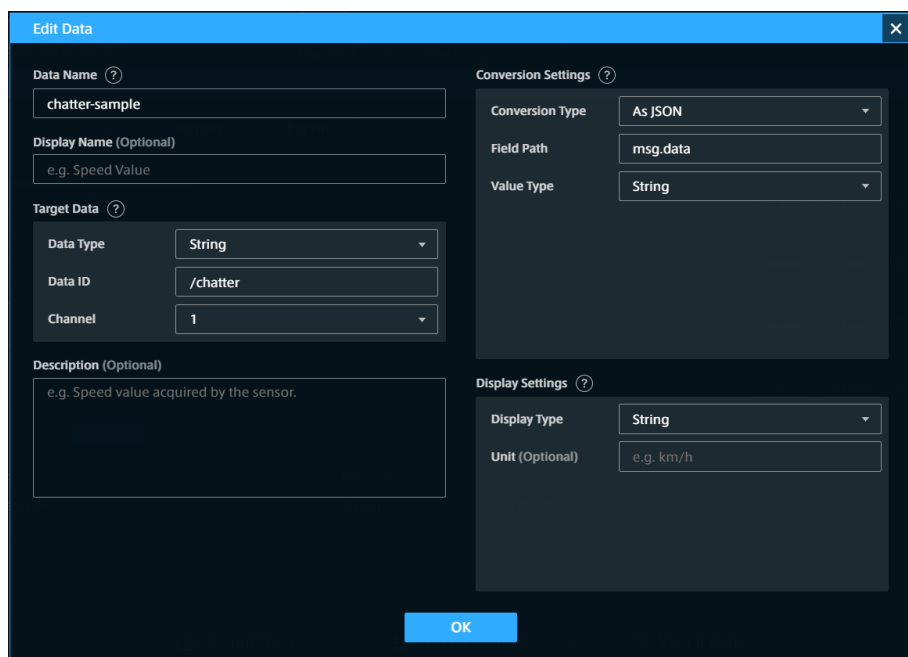 Edit Data
Data Name ?
chatter-sample
Display Name (Optional)
e.g. Speed Value
Target Data ?
Data Type String
Data ID /chatter
Channel 1
Description (Optional)
e.g. Speed value acquired by the sensor.
Conversion Settings ?
Conversion Type As JSON
Field Path msg.data
Value Type String
Display Settings ?
Display Type String
Unit (Optional) e.g. km/h
OK